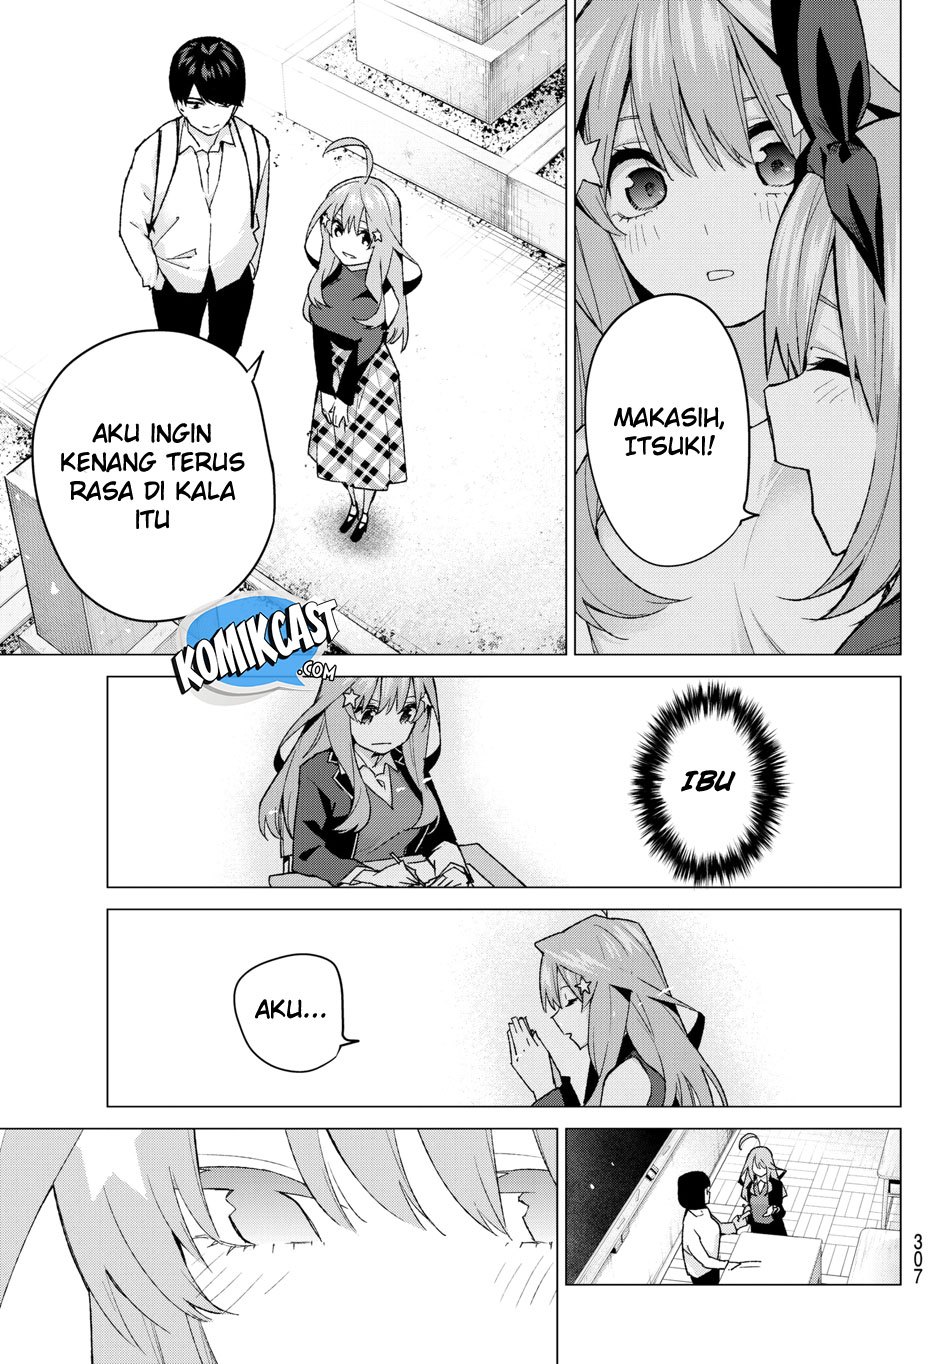 MAKASIH,
ITSUKI!
AKU INGIN
KENANG TERUS
RASA DI KALA
ITU
KOMIKCAST
.COM
IBU
AKU...
307